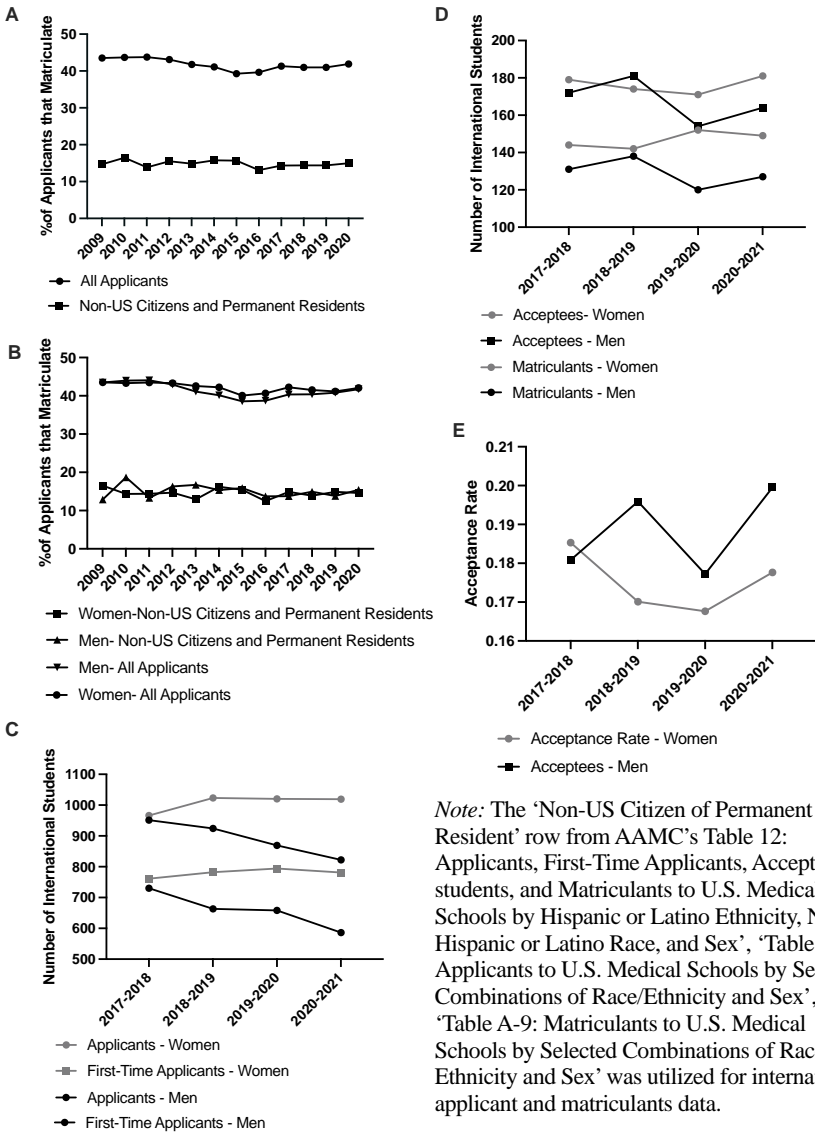 A
%of Applicants that Matriculate
50
40
30
20
10
0
2009
2010
2011
2012
2013
2014
2015
2016
2017
2018
2019
2020
All Applicants
Non-US Citizens and Permanent Residents
B
%of Applicants that Matriculate
50
40
30
20
10
0
2009
2010
2011
2012
2013
2014
2015
2016
2017
2018
2019
2020
Women-Non-US Citizens and Permanent Residents
Men- Non-US Citizens and Permanent Residents
Men- All Applicants
Women- All Applicants
C
Number of International Students
1100
1000
900
800
700
600
500
2017-2018
2018-2019
2019-2020
2020-2021
Applicants - Women
First-Time Applicants - Women
Applicants - Men
First-Time Applicants - Men
D
Number of International Students
200
180
160
140
120
100
2017-2018
2018-2019
2019-2020
2020-2021
Acceptees- Women
Acceptees - Men
Matriculants - Women
Matriculants - Men
E
Acceptance Rate
0.21
0.20
0.19
0.18
0.17
0.16
2017-2018
2018-2019
2019-2020
2020-2021
Acceptance Rate - Women
Acceptees - Men
Note: The ‘Non-US Citizen of Permanent
Resident’ row from AAMC’s Table 12:
Applicants, First-Time Applicants,
students, and Matriculants to U.S. Medical
Schools by Hispanic or Latino Ethnicity,
Hispanic or Latino Race, and Sex’, ‘Table
Applicants to U.S. Medical Schools by
Combinations of Race/Ethnicity and Sex’,
‘Table A-9: Matriculants to U.S. Medical
Schools by Selected Combinations of
Ethnicity and Sex’ was utilized for
applicant and matriculants data.